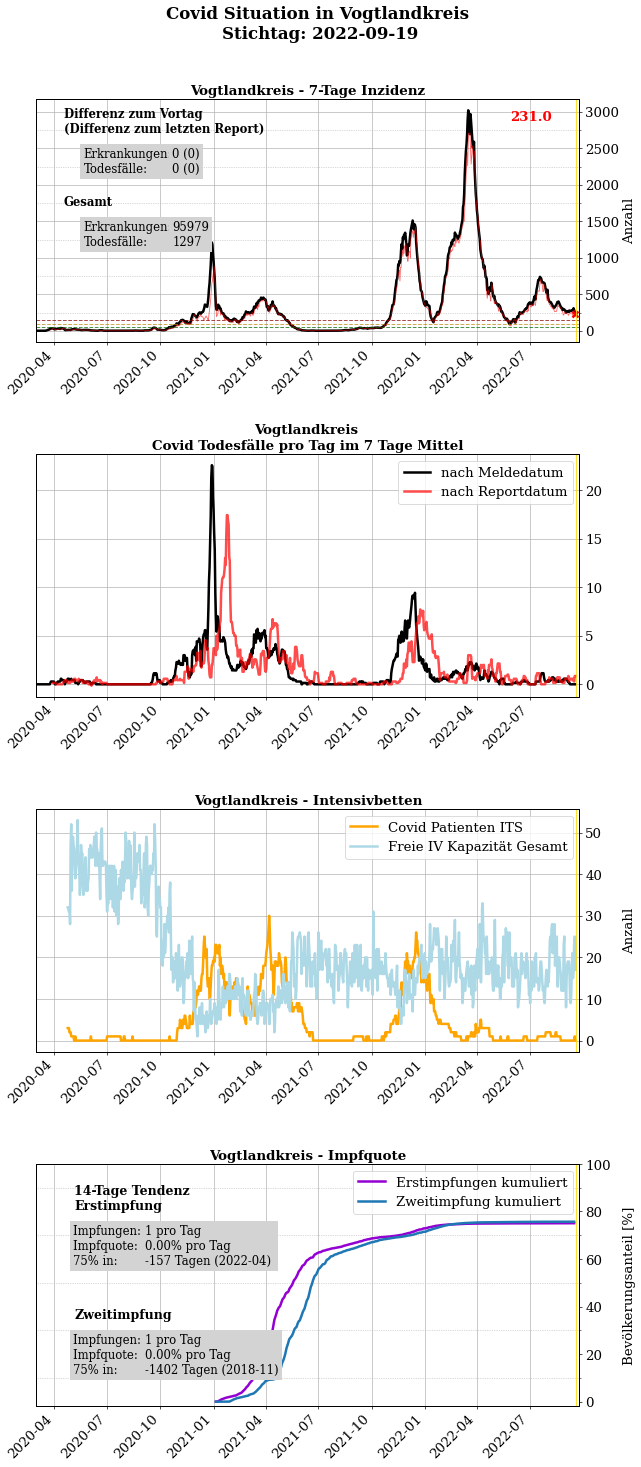 Covid Situation in Vogtlandkreis
Stichtag: 2022-09-19
Vogtlandkreis - 7-Tage Inzidenz
Differenz zum Vortag
(Differenz zum letzten Report)
Erkrankungen 0 (0)
Todesfälle: 0 (0)
Gesamt
Erkrankungen 95979
Todesfälle: 1297
231.0
3000
2500
2000
1500
1000
500
0
Anzahl
2020-04 2020-07 2020-10 2021-01 2021-04 2021-07 2021-10 2022-01 2022-04 2022-07
Vogtlandkreis
Covid Todesfälle pro Tag im 7 Tage Mittel
nach Meldedatum
nach Reportdatum
20
15
10
5
0
2020-04 2020-07 2020-10 2021-01 2021-04 2021-07 2021-10 2022-01 2022-04 2022-07
Vogtlandkreis - Intensivbetten
Covid Patienten ITS
Freie IV Kapazität Gesamt
50
40
30
20
10
0
Anzahl
2020-04 2020-07 2020-10 2021-01 2021-04 2021-07 2021-10 2022-01 2022-04 2022-07
Vogtlandkreis - Impfquote
14-Tage Tendenz
Erstimpfung
Impfungen: 1 pro Tag
Impfquote: 0.00% pro Tag
75% in: -157 Tagen (2022-04)
Zweitimpfung
Impfungen: 1 pro Tag
Impfquote: 0.00% pro Tag
75% in: -1402 Tagen (2018-11)
Erstimpfungen kumuliert
Zweitimpfung kumuliert
100
80
60
40
20
0
Bevölkerungsanteil [%]
2020-04 2020-07 2020-10 2021-01 2021-04 2021-07 2021-10 2022-01 2022-04 2022-07